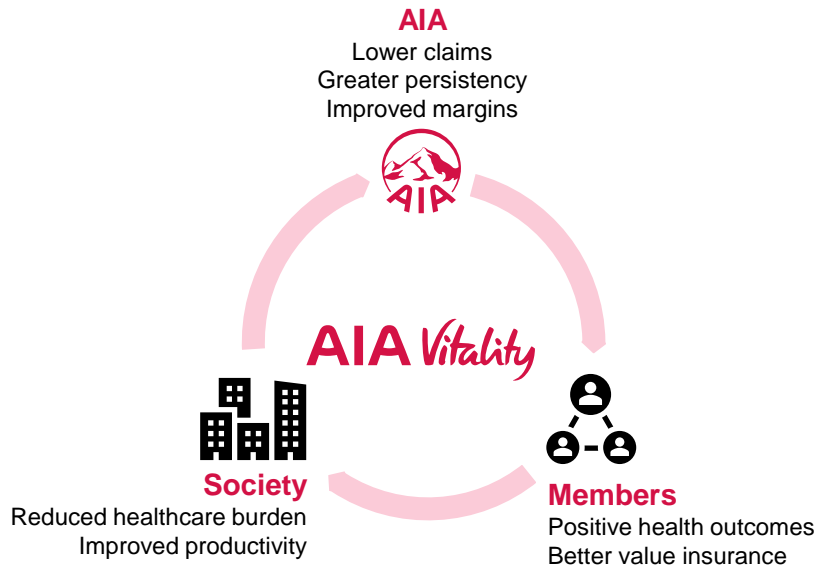 AIA
Lower claims
Greater persistency
Improved margins
AIA
AIA Vitality
Society
Reduced healthcare burden
Improved productivity
Members
Positive health outcomes
Better value insurance